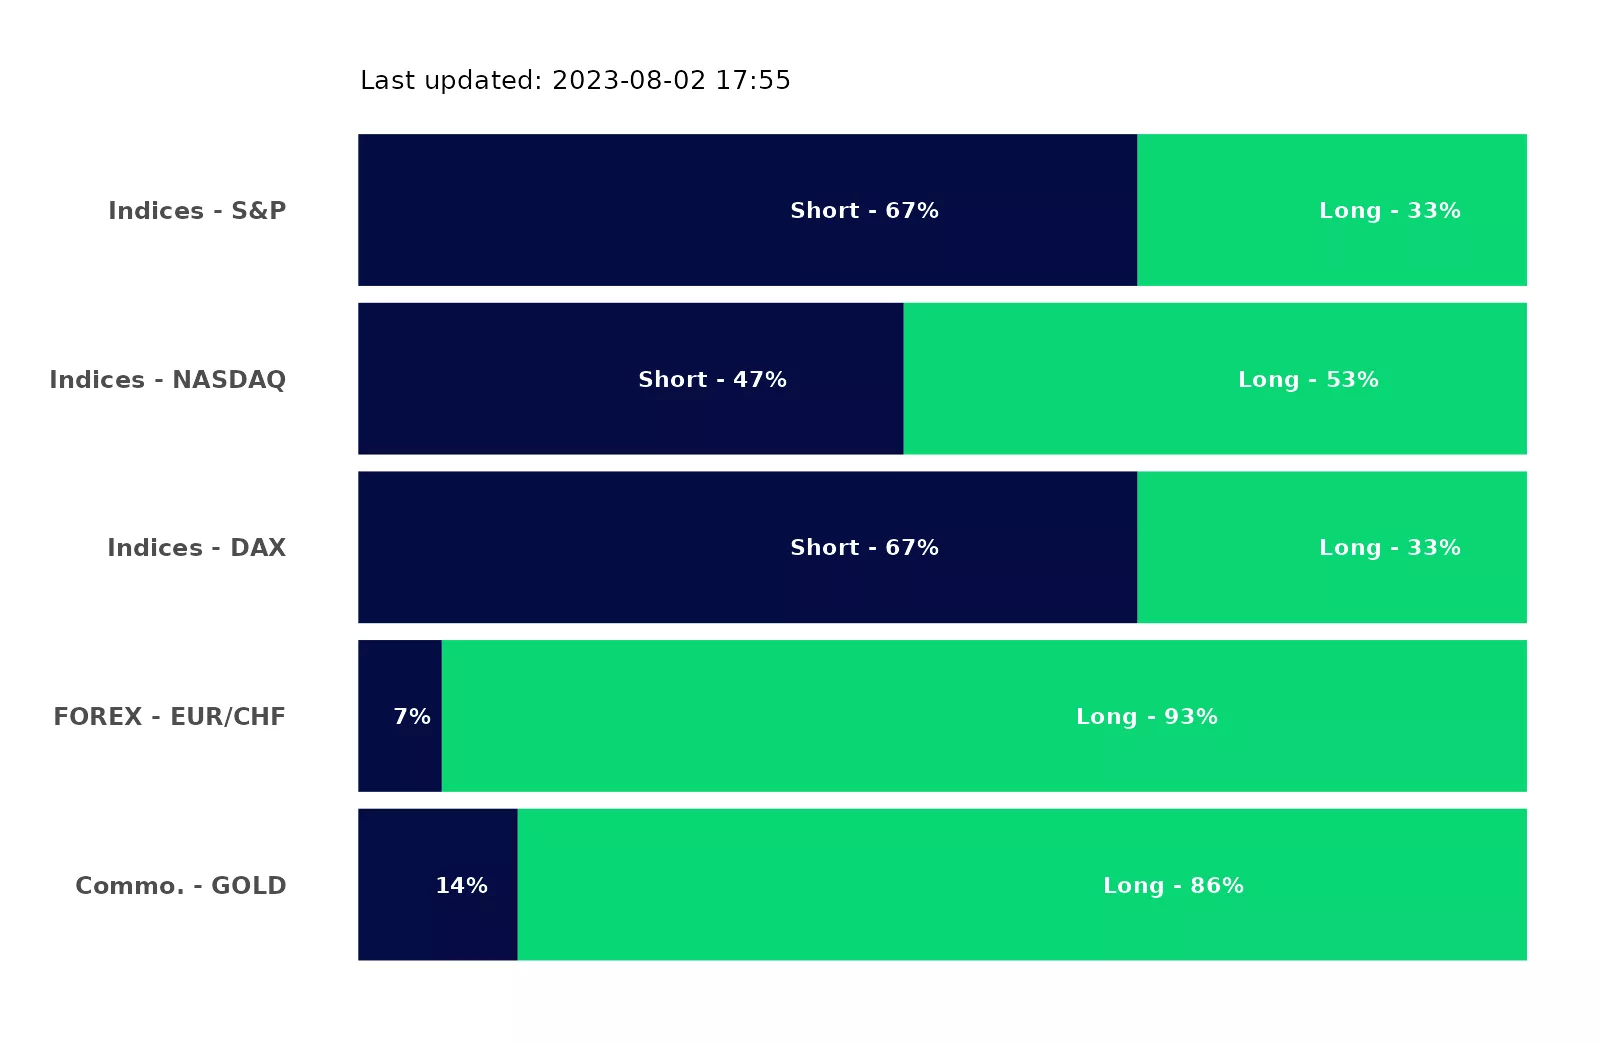 Last updated: 2023-08-02 17:55
Indices - S&P Short - 67% Long - 33%
Indices - NASDAQ Short - 47% Long - 53%
Indices - DAX Short - 67% Long - 33%
FOREX - EUR/CHF 7% Long - 93%
Commo. - GOLD 14% Long - 86%